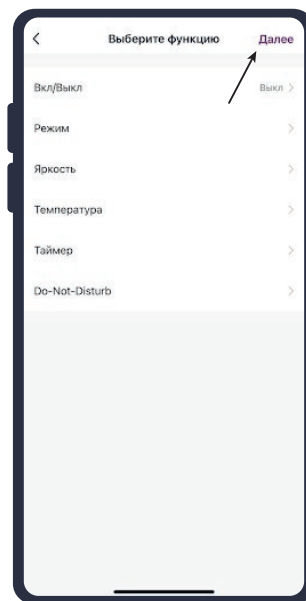 Выберите функцию Далее
Вкл/Выкл Выкл
Режим
Яркость
Температура
Таймер
Do-Not-Disturb